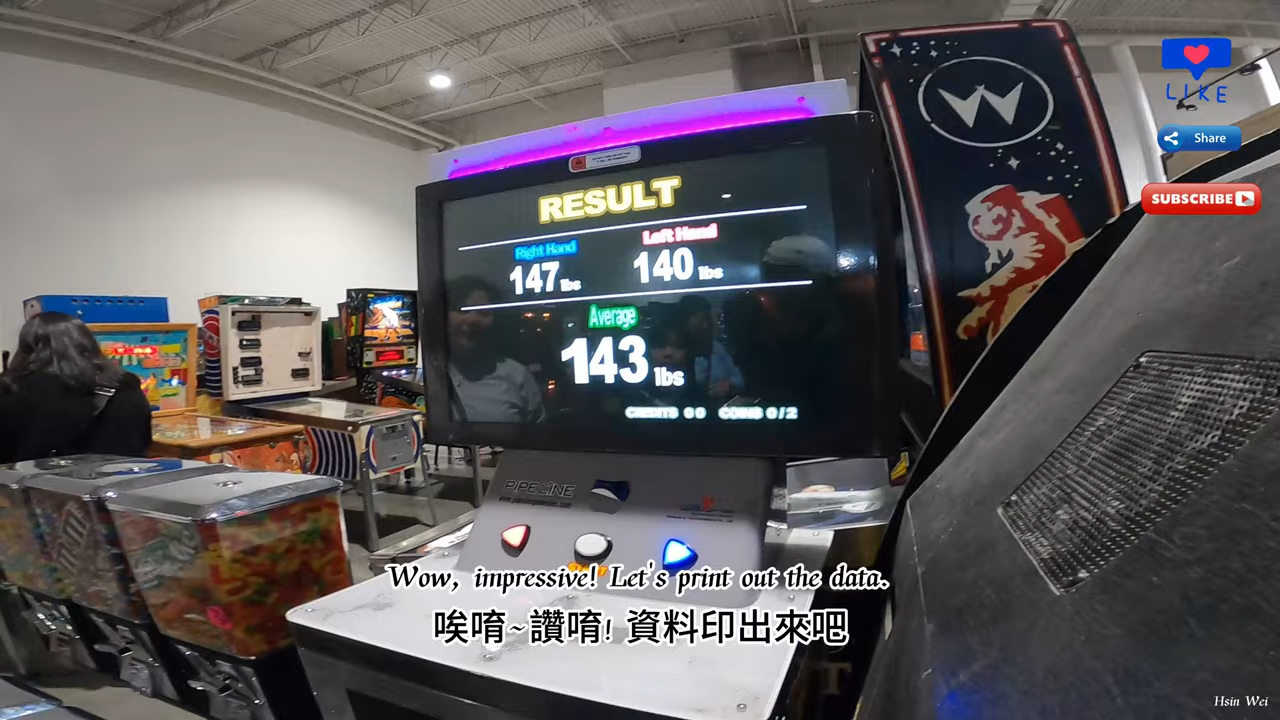 LIKE
Share
SUBSCRIBE
W
RESULT
Right Hand
Left Hand
147 lbs
140 lbs
Average
143 lbs
CREDITS 00 COINS 0/2
PIPELINE
START
Wow, impressive! Let's print out the data.
唉唷~讚唷! 資料印出來吧
Hsin Wei